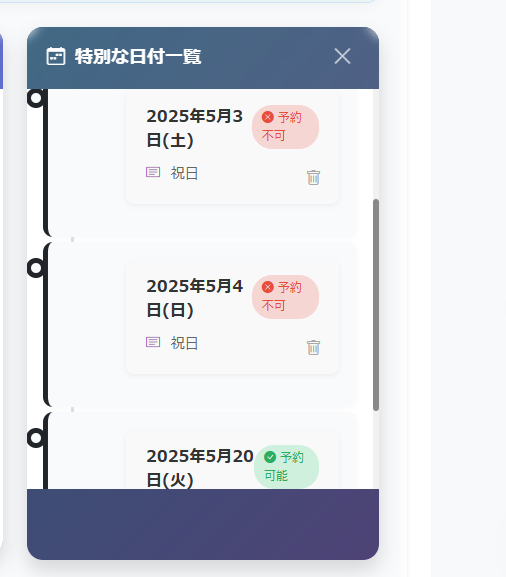 特別な日付一覧
2025年5月3
日(土)
予約
不可
祝日
2025年5月4
日(日)
予約
不可
祝日
2025年5月20
日(火)
予約
可能